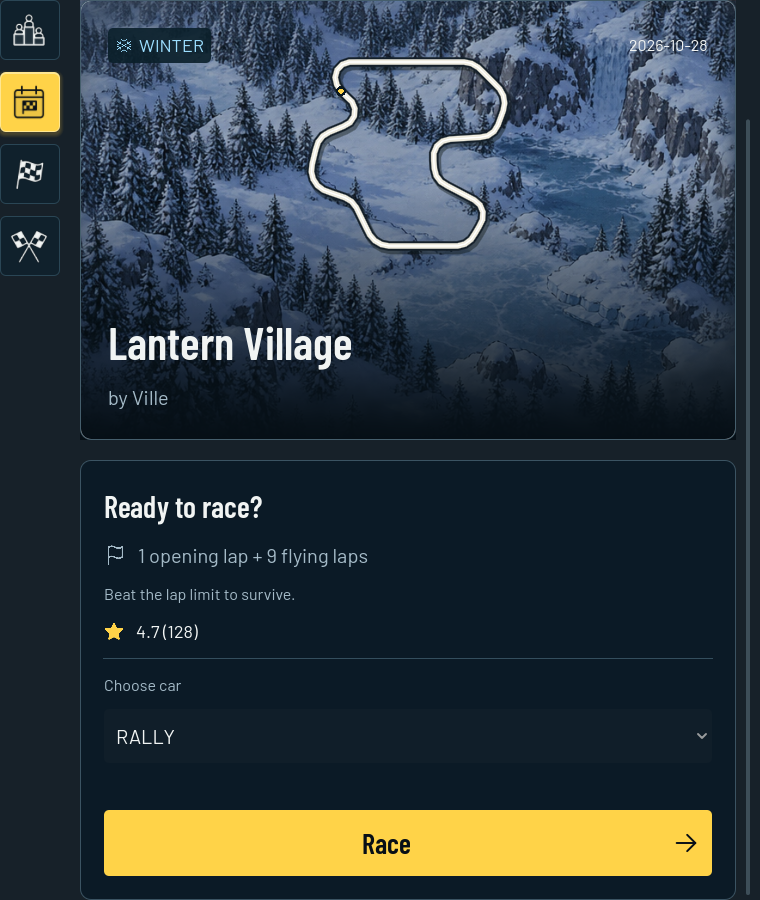 WINTER
2026-10-28
Lantern Village
by Ville
Ready to race?
1 opening lap + 9 flying laps
Beat the lap limit to survive.
4.7 (128)
Choose car
RALLY
Race